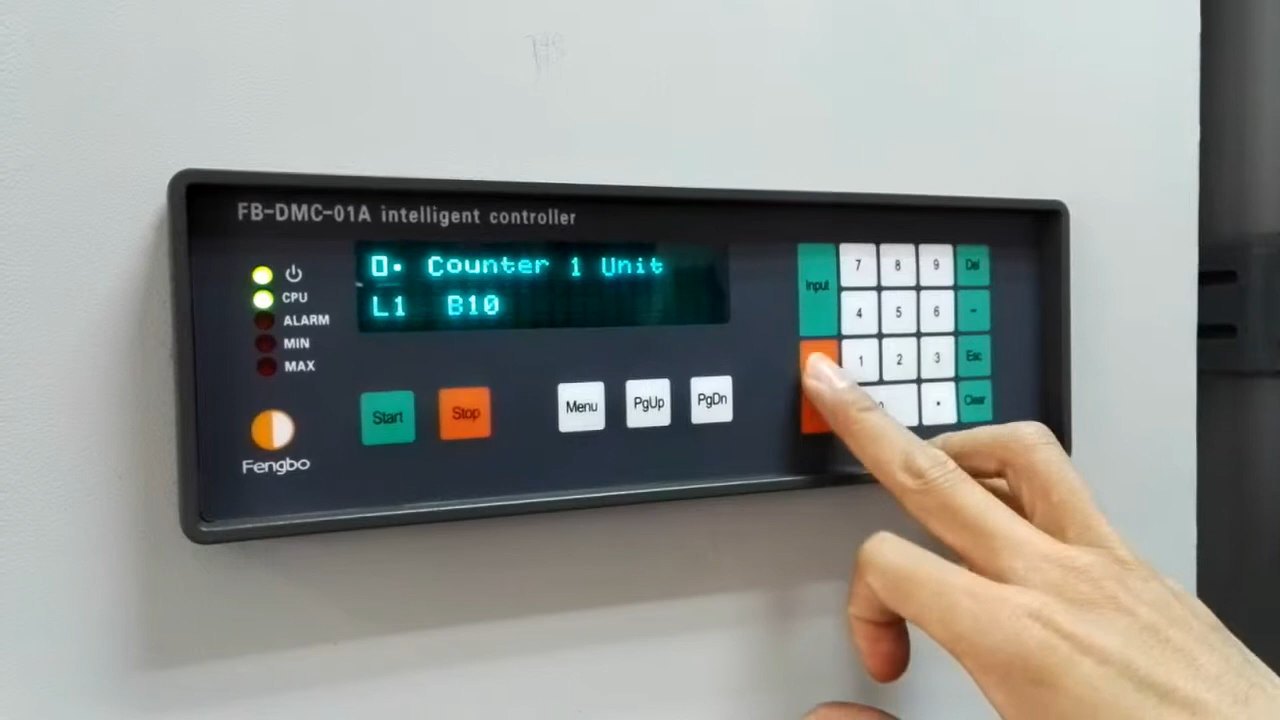 FB-DMC-01A intelligent controller
CPU
ALARM
MIN
MAX
Fengbo
0• Counter 1 Unit
L1 B10
Start Stop Menu PgUp PgDn
Input 7 8 9 Del
4 5 6 -
1 2 3 Esc
0 • Clear